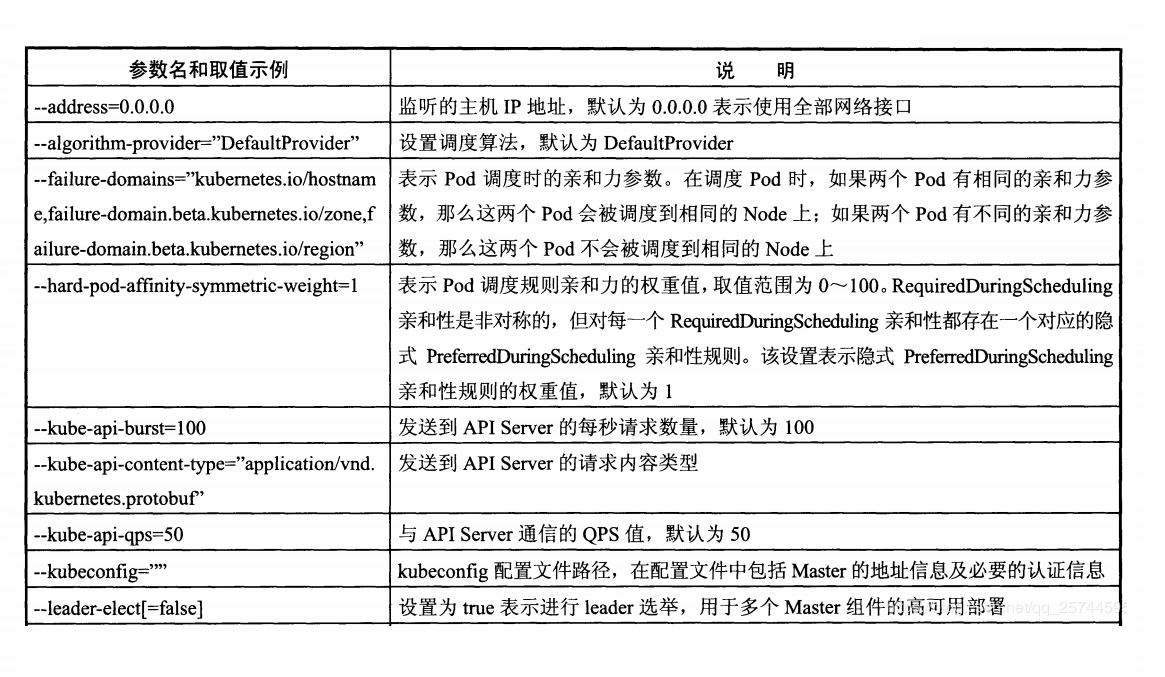 参数名和取值示例
说 明
--address=0.0.0.0
监听的主机 IP 地址，默认为 0.0.0.0 表示使用全部网络接口
--algorithm-provider=”DefaultProvider”
设置调度算法，默认为 DefaultProvider
--failure-domains=”kubernetes.io/hostnam
e,failure-domain.beta.kubernetes.io/zone,f
ailure-domain.beta.kubernetes.io/region”
表示 Pod 调度时的亲和力参数。在调度 Pod 时，如果两个 Pod 有相同的亲和力参
数，那么这两个 Pod 会被调度到相同的 Node 上；如果两个 Pod 有不同的亲和力参
数，那么这两个 Pod 不会被调度到相同的 Node 上
--hard-pod-affinity-symmetric-weight=1
表示 Pod 调度规则亲和力的权重值，取值范围为 0～100。RequiredDuringScheduling
亲和性是非对称的，但对每一个 RequiredDuringScheduling 亲和性都存在一个对应的隐
式 PreferredDuringScheduling 亲和性规则。该设置表示隐式 PreferredDuringScheduling
亲和性规则的权重值，默认为 1
--kube-api-burst=100
发送到 API Server 的每秒请求数量，默认为 100
--kube-api-content-type=”application/vnd.
kubernetes.protobuf”
发送到 API Server 的请求内容类型
--kube-api-qps=50
与 API Server 通信的 QPS 值，默认为 50
--kubeconfig=””
kubeconfig 配置文件路径，在配置文件中包括 Master 的地址信息及必要的认证信息
--leader-elect[=false]
设置为 true 表示进行 leader 选举，用于多个 Master 组件的高可用部署